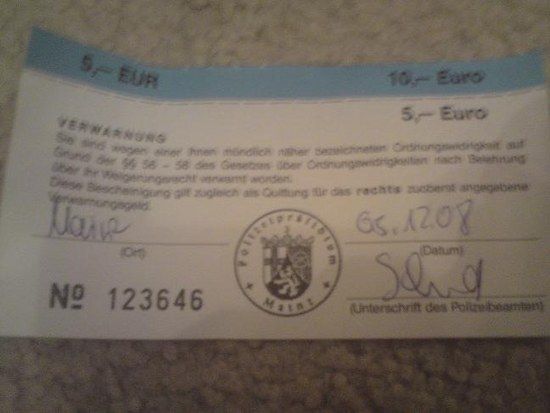 5,— EUR
10,— Euro
5,— Euro
VERWARNUNG
Sie sind wegen einer Ihnen mündlich näher bezeichneten Ordnungswidrigkeit auf
Grund der §§ 56 - 58 des Gesetzes über Ordnungswidrigkeiten nach Belehrung
über Ihr Weigerungsrecht verwarnt worden.
Diese Bescheinigung gilt zugleich als Quittung für das rechts zuoberst angegebene
Verwarnungsgeld.
Mainz
05.12.08
(Ort)
(Datum)
Polizeipräsidium
Mainz
№ 123646
(Unterschrift des Polizeibeamten)